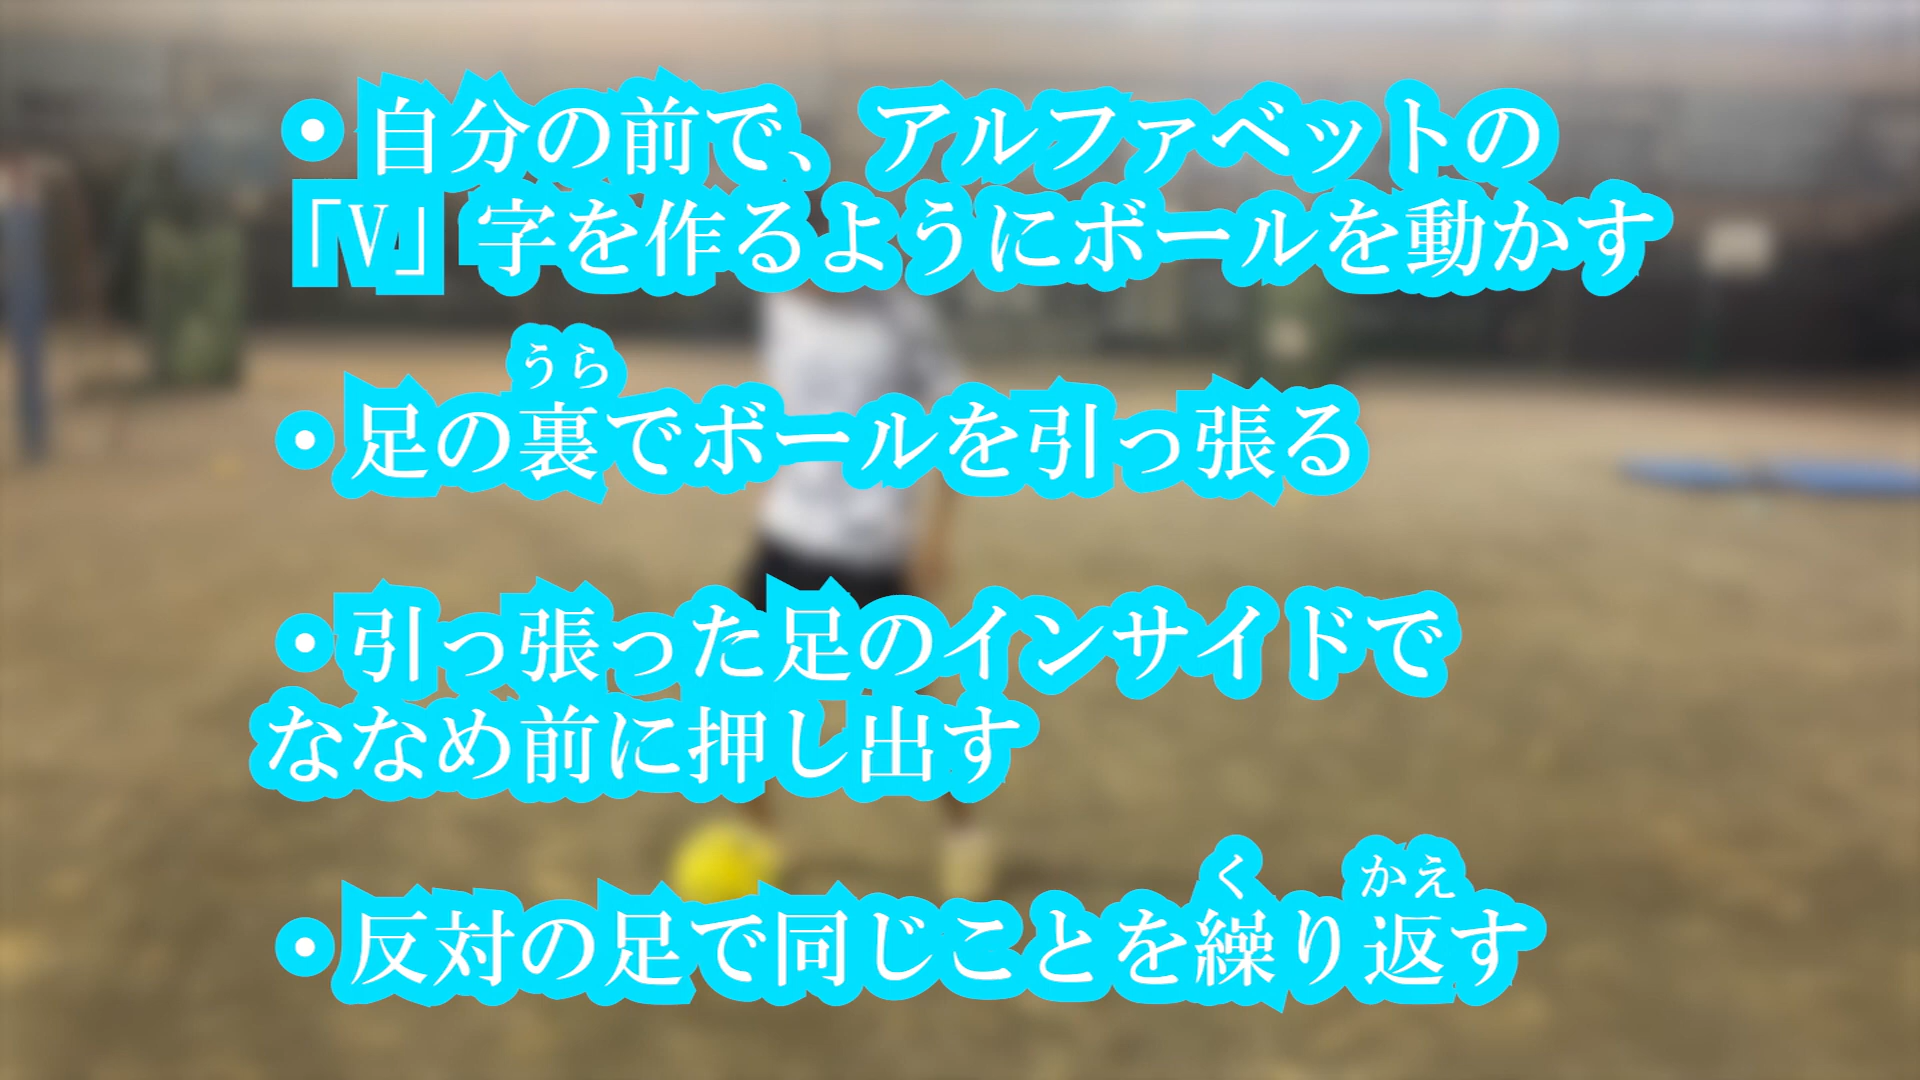 ・自分の前で、アルファベットの
「V」字を作るようにボールを動かす
うら
・足の裏でボールを引っ張る
・引っ張った足のインサイドで
ななめ前に押し出す
く かえ
・反対の足で同じことを繰り返す